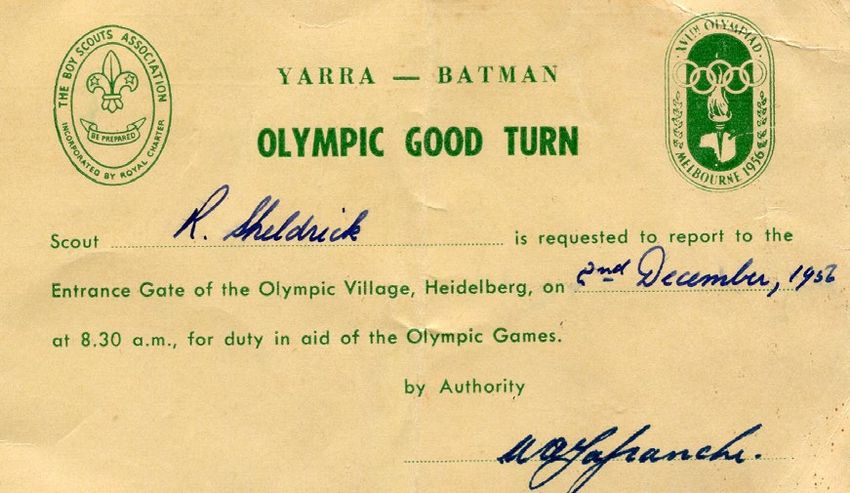 THE BOY SCOUTS ASSOCIATION
BE PREPARED
INCORPORATED BY ROYAL CHARTER
XVITH OLYMPIAD
MELBOURNE 1956
YARRA — BATMAN
OLYMPIC GOOD TURN
Scout R. Sheldrick is requested to report to the
Entrance Gate of the Olympic Village, Heidelberg, on 2nd December, 1956
at 8.30 a.m., for duty in aid of the Olympic Games.
by Authority